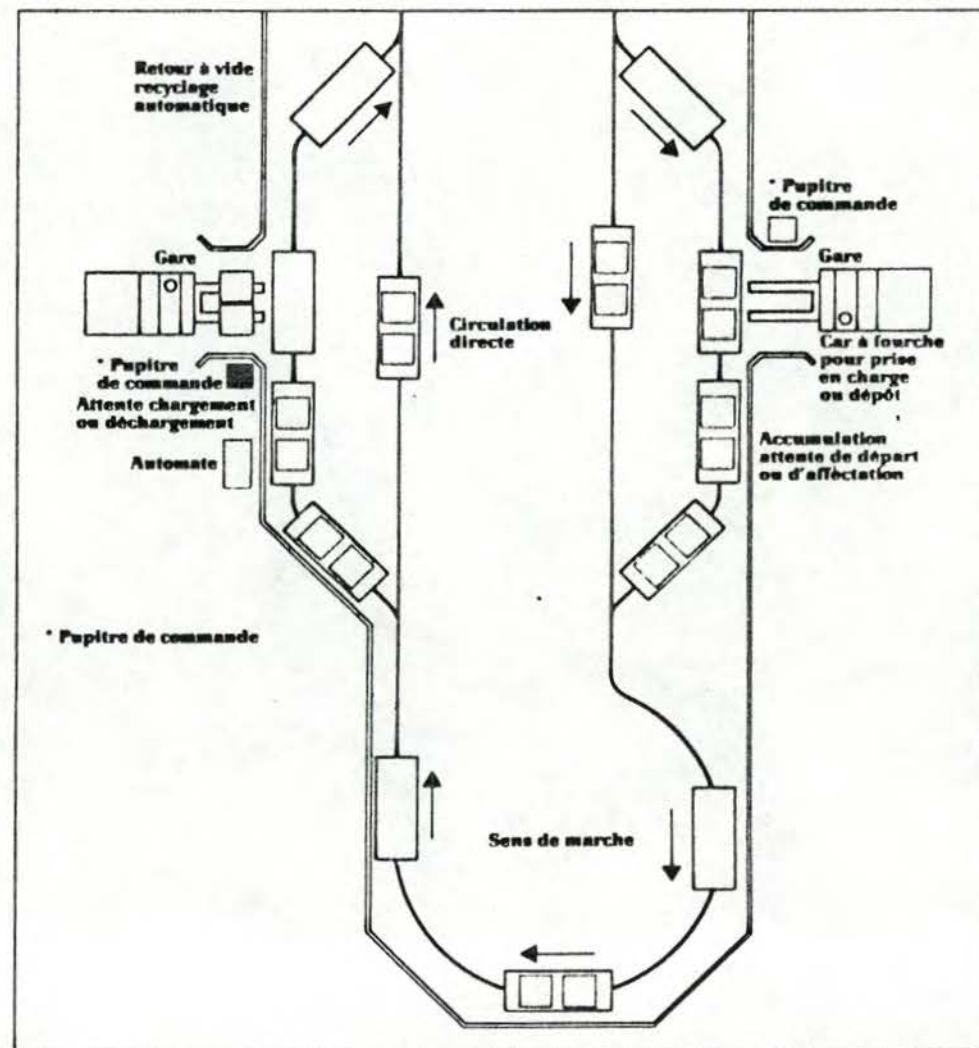 Retour à vide
recyclage
automatique
* Pupitre
de commande
Gare
Gare
Circulation
directe
Car à fourche
pour prise
en charge
ou dépôt
* Pupitre
de commande
Attente chargement
ou déchargement
Automate
Accumulation
attente de départ
ou d'affèctation
* Pupitre de commande
Sens de marche